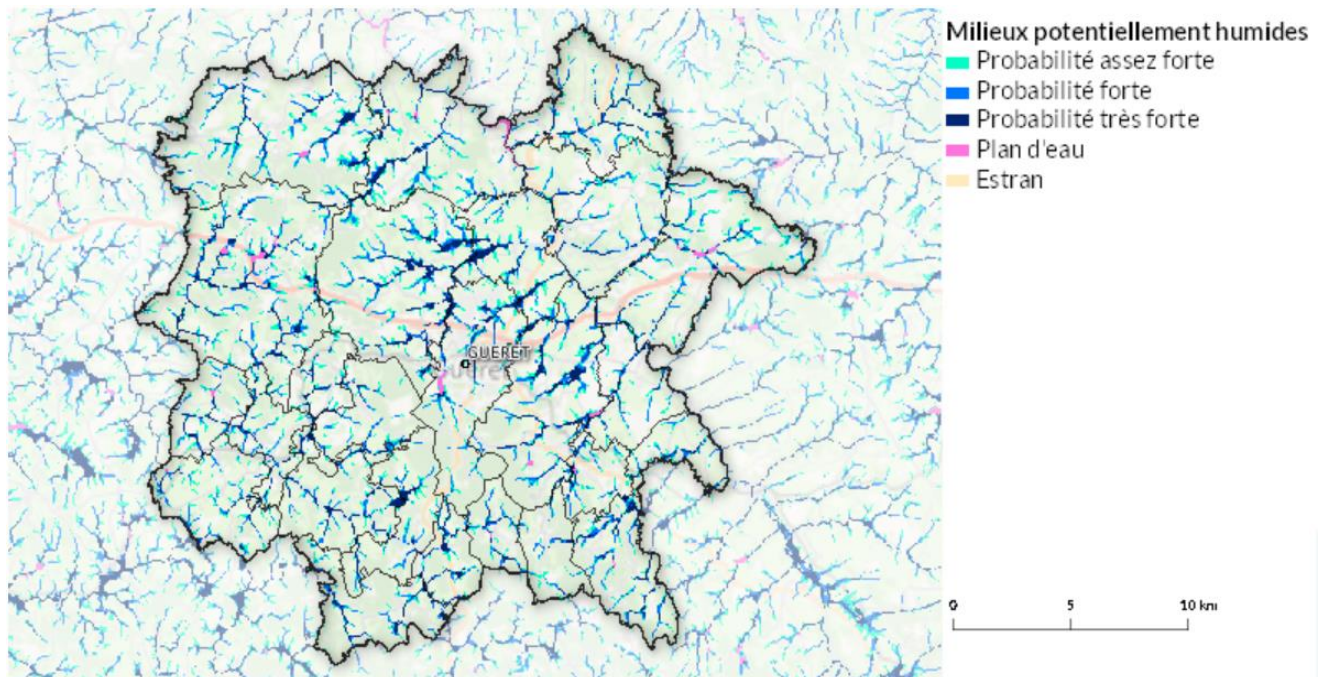 Milieux potentiellement humides
Probabilité assez forte
Probabilité forte
Probabilité très forte
Plan d'eau
Estran
GUERET
Guéret
0 5 10 km